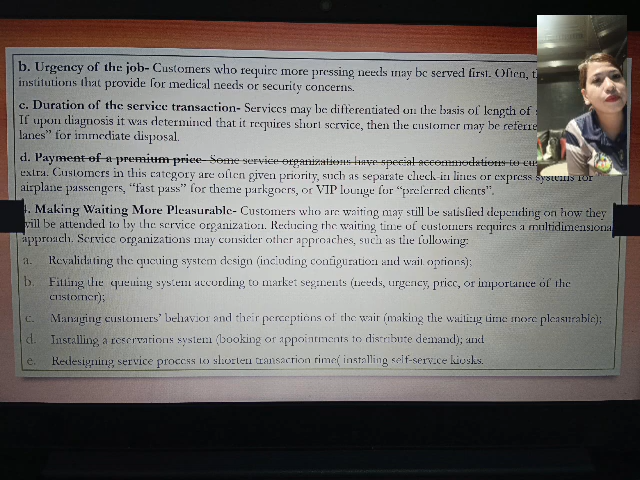 b. Urgency of the job- Customers who require more pressing needs may be served first. Often,
institutions that provide for medical needs or security concerns.
c. Duration of the service transaction- Services may be differentiated on the basis of length of
If upon diagnosis it was determined that it requires short service, then the customer may be
lanes” for immediate disposal.
d. Payment of a premium price- Some service organizations have special accommodations to
extra. Customers in this category are often given priority, such as separate check-in lines or express systems for
airplane passengers, “fast pass” for theme parkgoers, or VIP lounge for “preferred clients”.
4. Making Waiting More Pleasurable- Customers who are waiting may still be satisfied depending on how they
will be attended to by the service organization. Reducing the waiting time of customers requires a
approach. Service organizations may consider other approaches, such as the following:
a. Revalidating the queuing system design (including configuration and wait options);
b. Fitting the queuing system according to market segments (needs, urgency, price, or importance of the
customer);
c. Managing customers’ behavior and their perceptions of the wait (making the waiting time more pleasurable);
d. Installing a reservations system (booking or appointments to distribute demand); and
e. Redesigning service process to shorten transaction time( installing self-service kiosks.